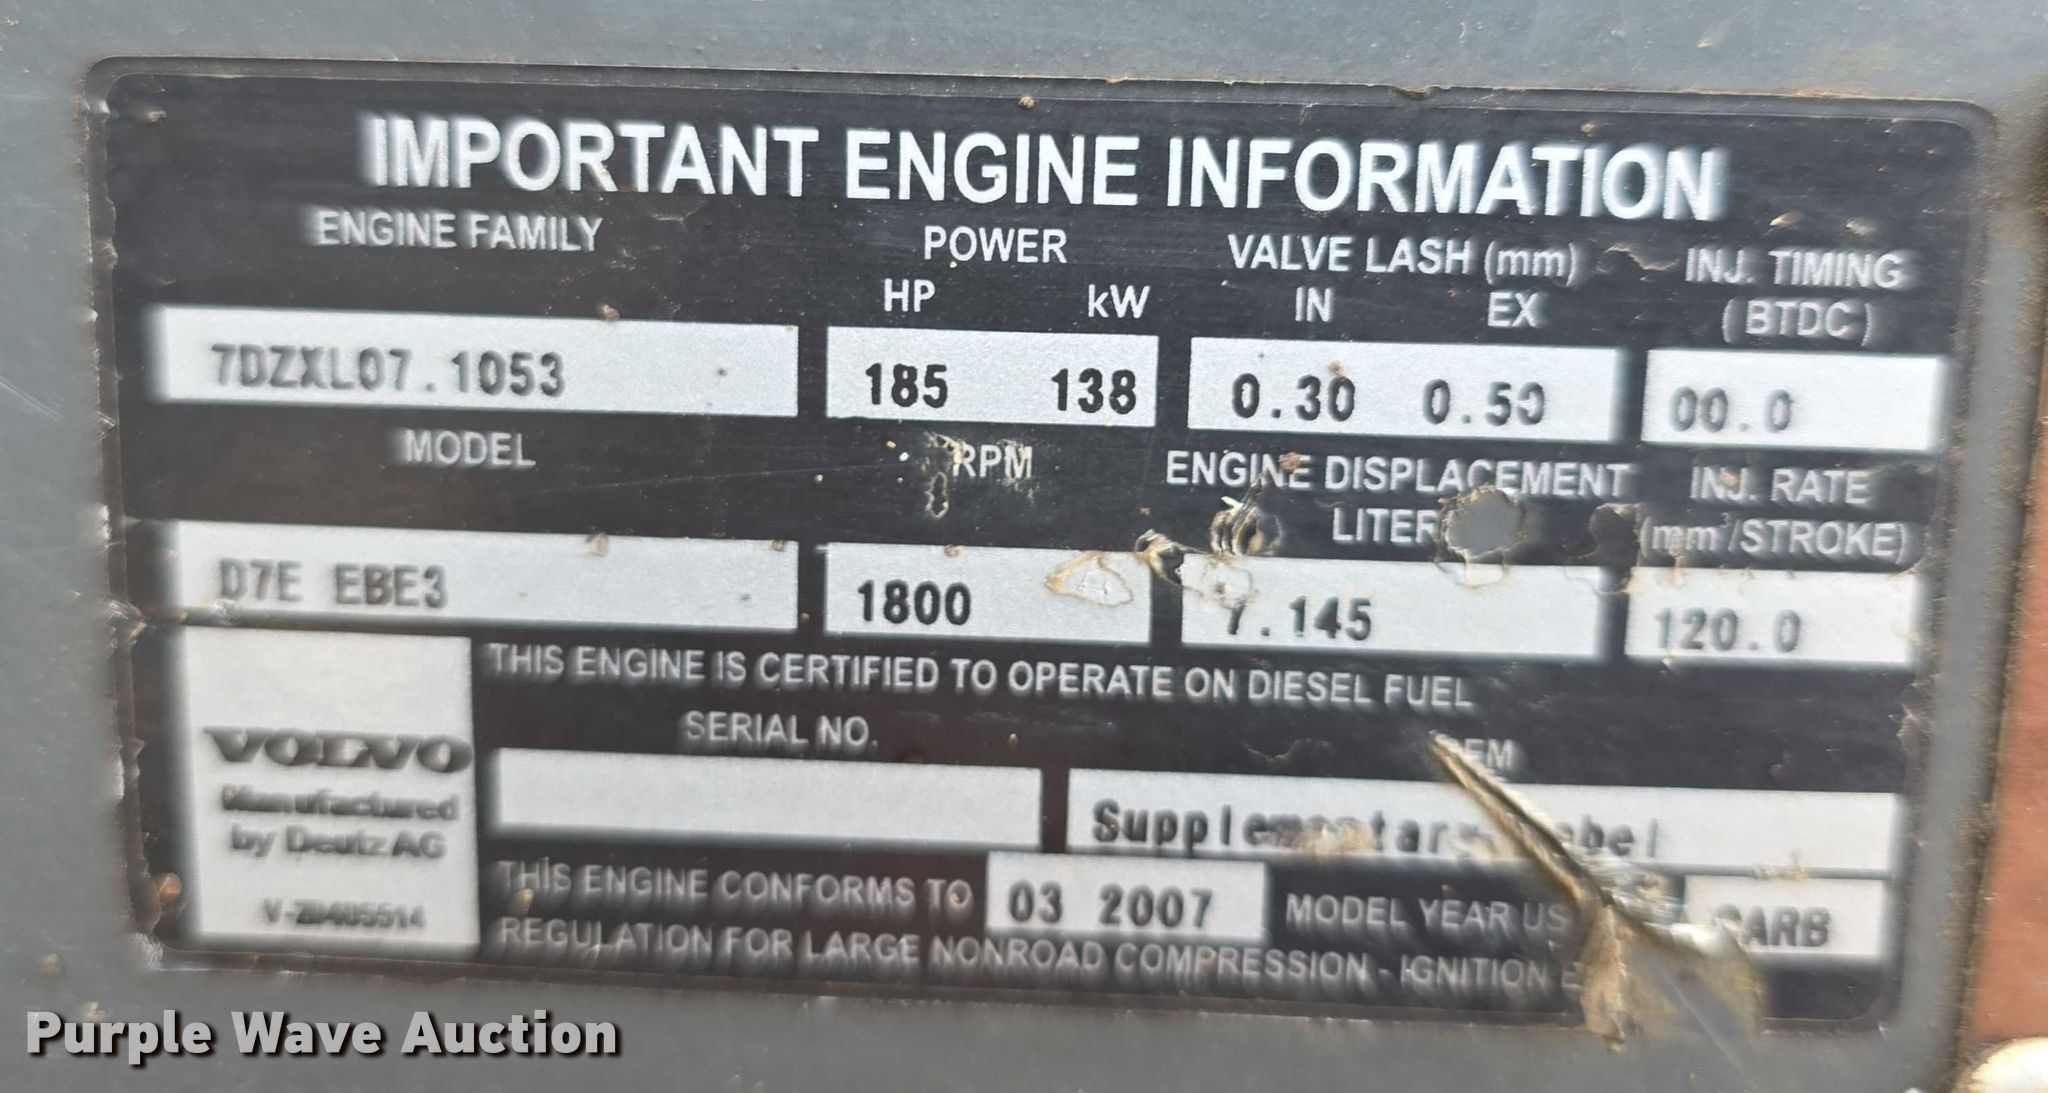 IMPORTANT ENGINE INFORMATION
ENGINE FAMILY POWER VALVE LASH (mm) INJ. TIMING
HP kW IN EX (BTDC)
7DZXL07.1053 185 138 0.30 0.50 00.0
MODEL RPM ENGINE DISPLACEMENT INJ. RATE
LITER (mm³/STROKE)
D7E EBE3 1800 7.145 120.0
THIS ENGINE IS CERTIFIED TO OPERATE ON DIESEL FUEL
SERIAL NO.
VOLVO
Manufactured
by Deutz AG
Supplementary
THIS ENGINE CONFORMS TO 03 2007 MODEL YEAR US CARB
REGULATION FOR LARGE NONROAD COMPRESSION - IGNITION
Purple Wave Auction